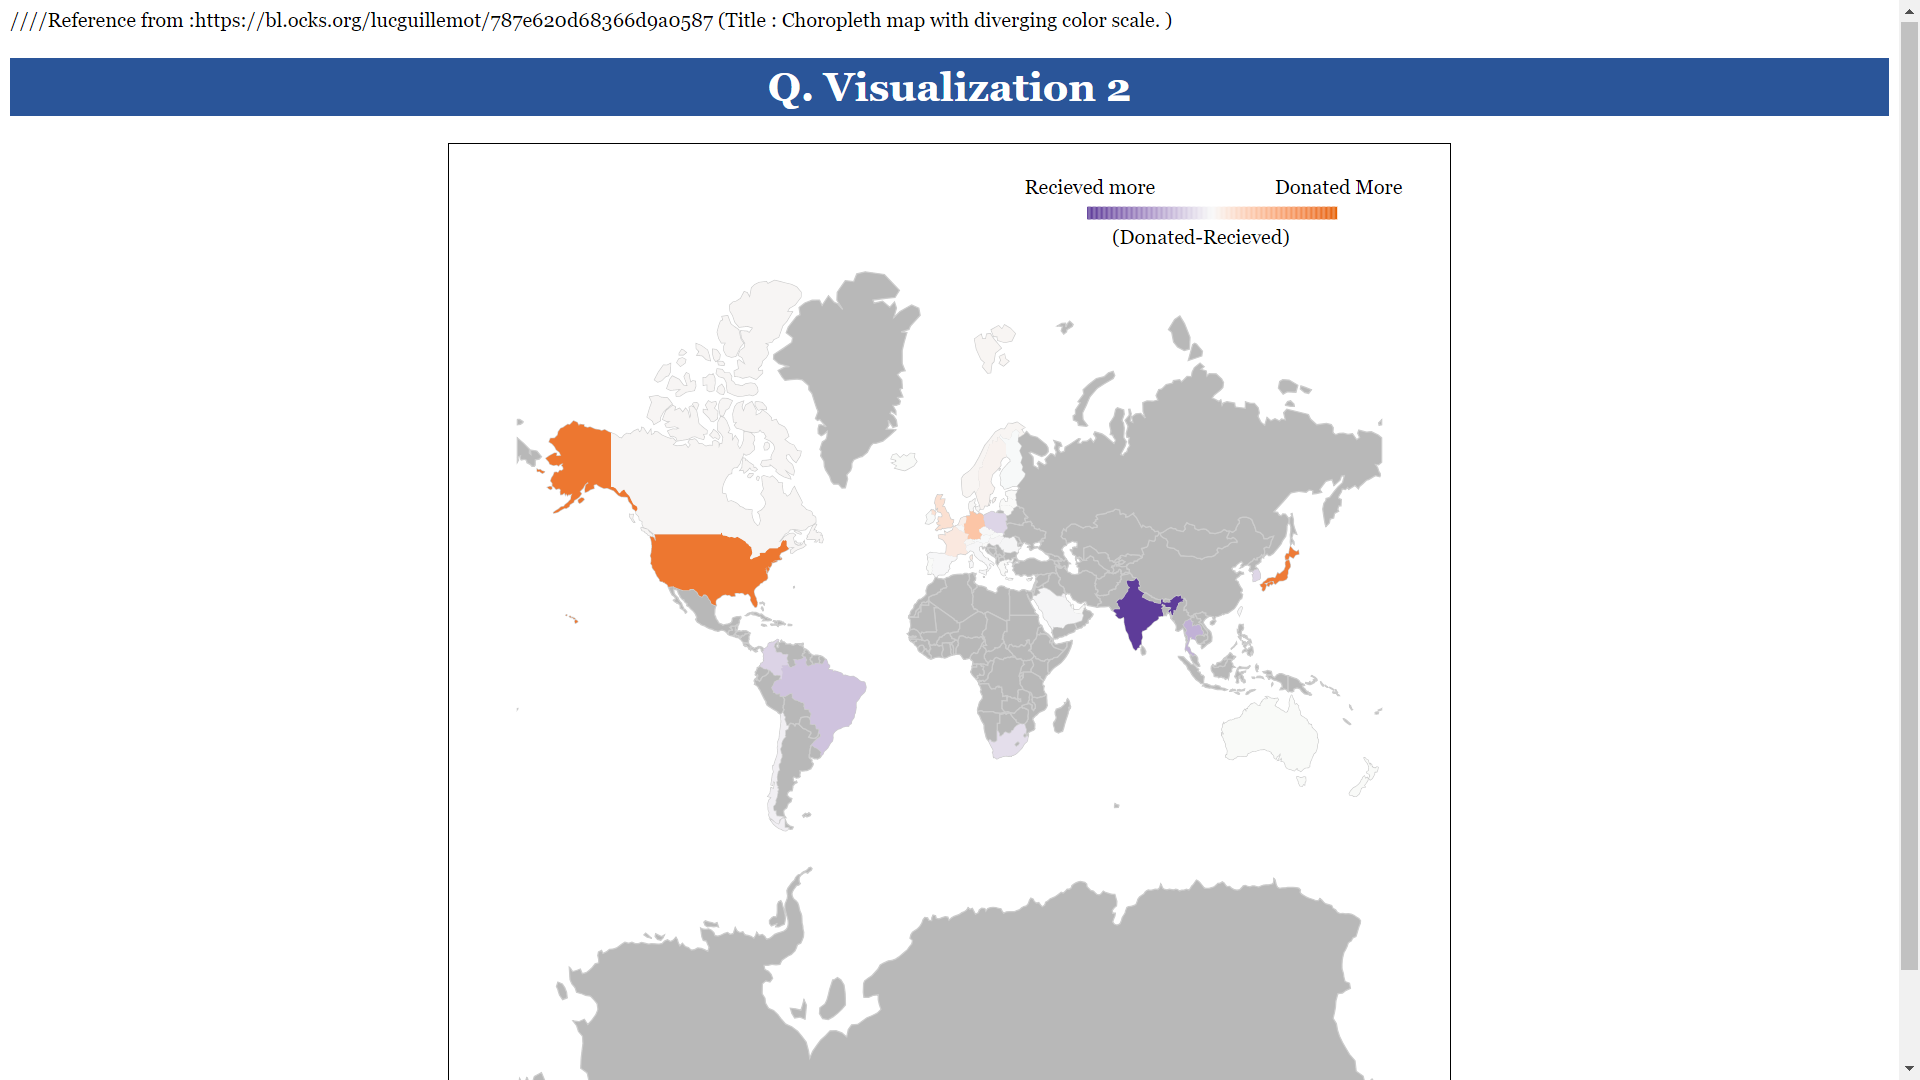 ////Reference from :https://bl.ocks.org/lucguillemot/787e620d68366d9a0587 (Title : Choropleth map with diverging color scale. )
Q. Visualization 2
Recieved more Donated More
(Donated-Recieved)